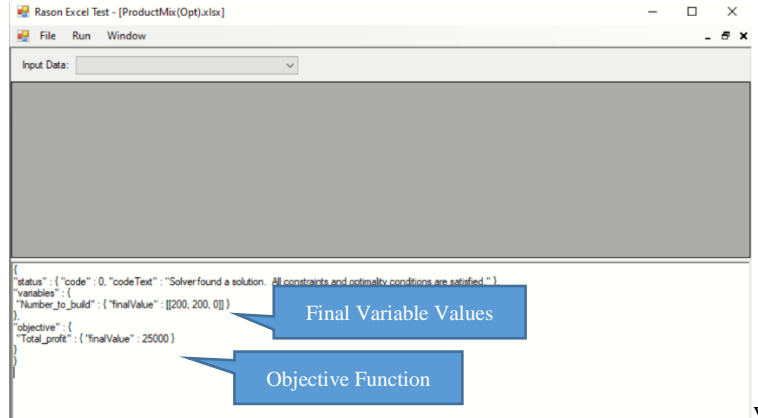 Rason Excel Test - [ProductMix(Opt).xlsx]
File Run Window
Input Data:
{
"status" : { "code" : 0, "codeText" : "Solver found a solution. All constraints and optimality conditions are satisfied." }
"variables" : {
"Number_to_build" : { "finalValue" : [[200, 200, 0]] }
},
Final Variable Values
"objective" : {
"Total_profit" : { "finalValue" : 25000 }
}
}
Objective Function